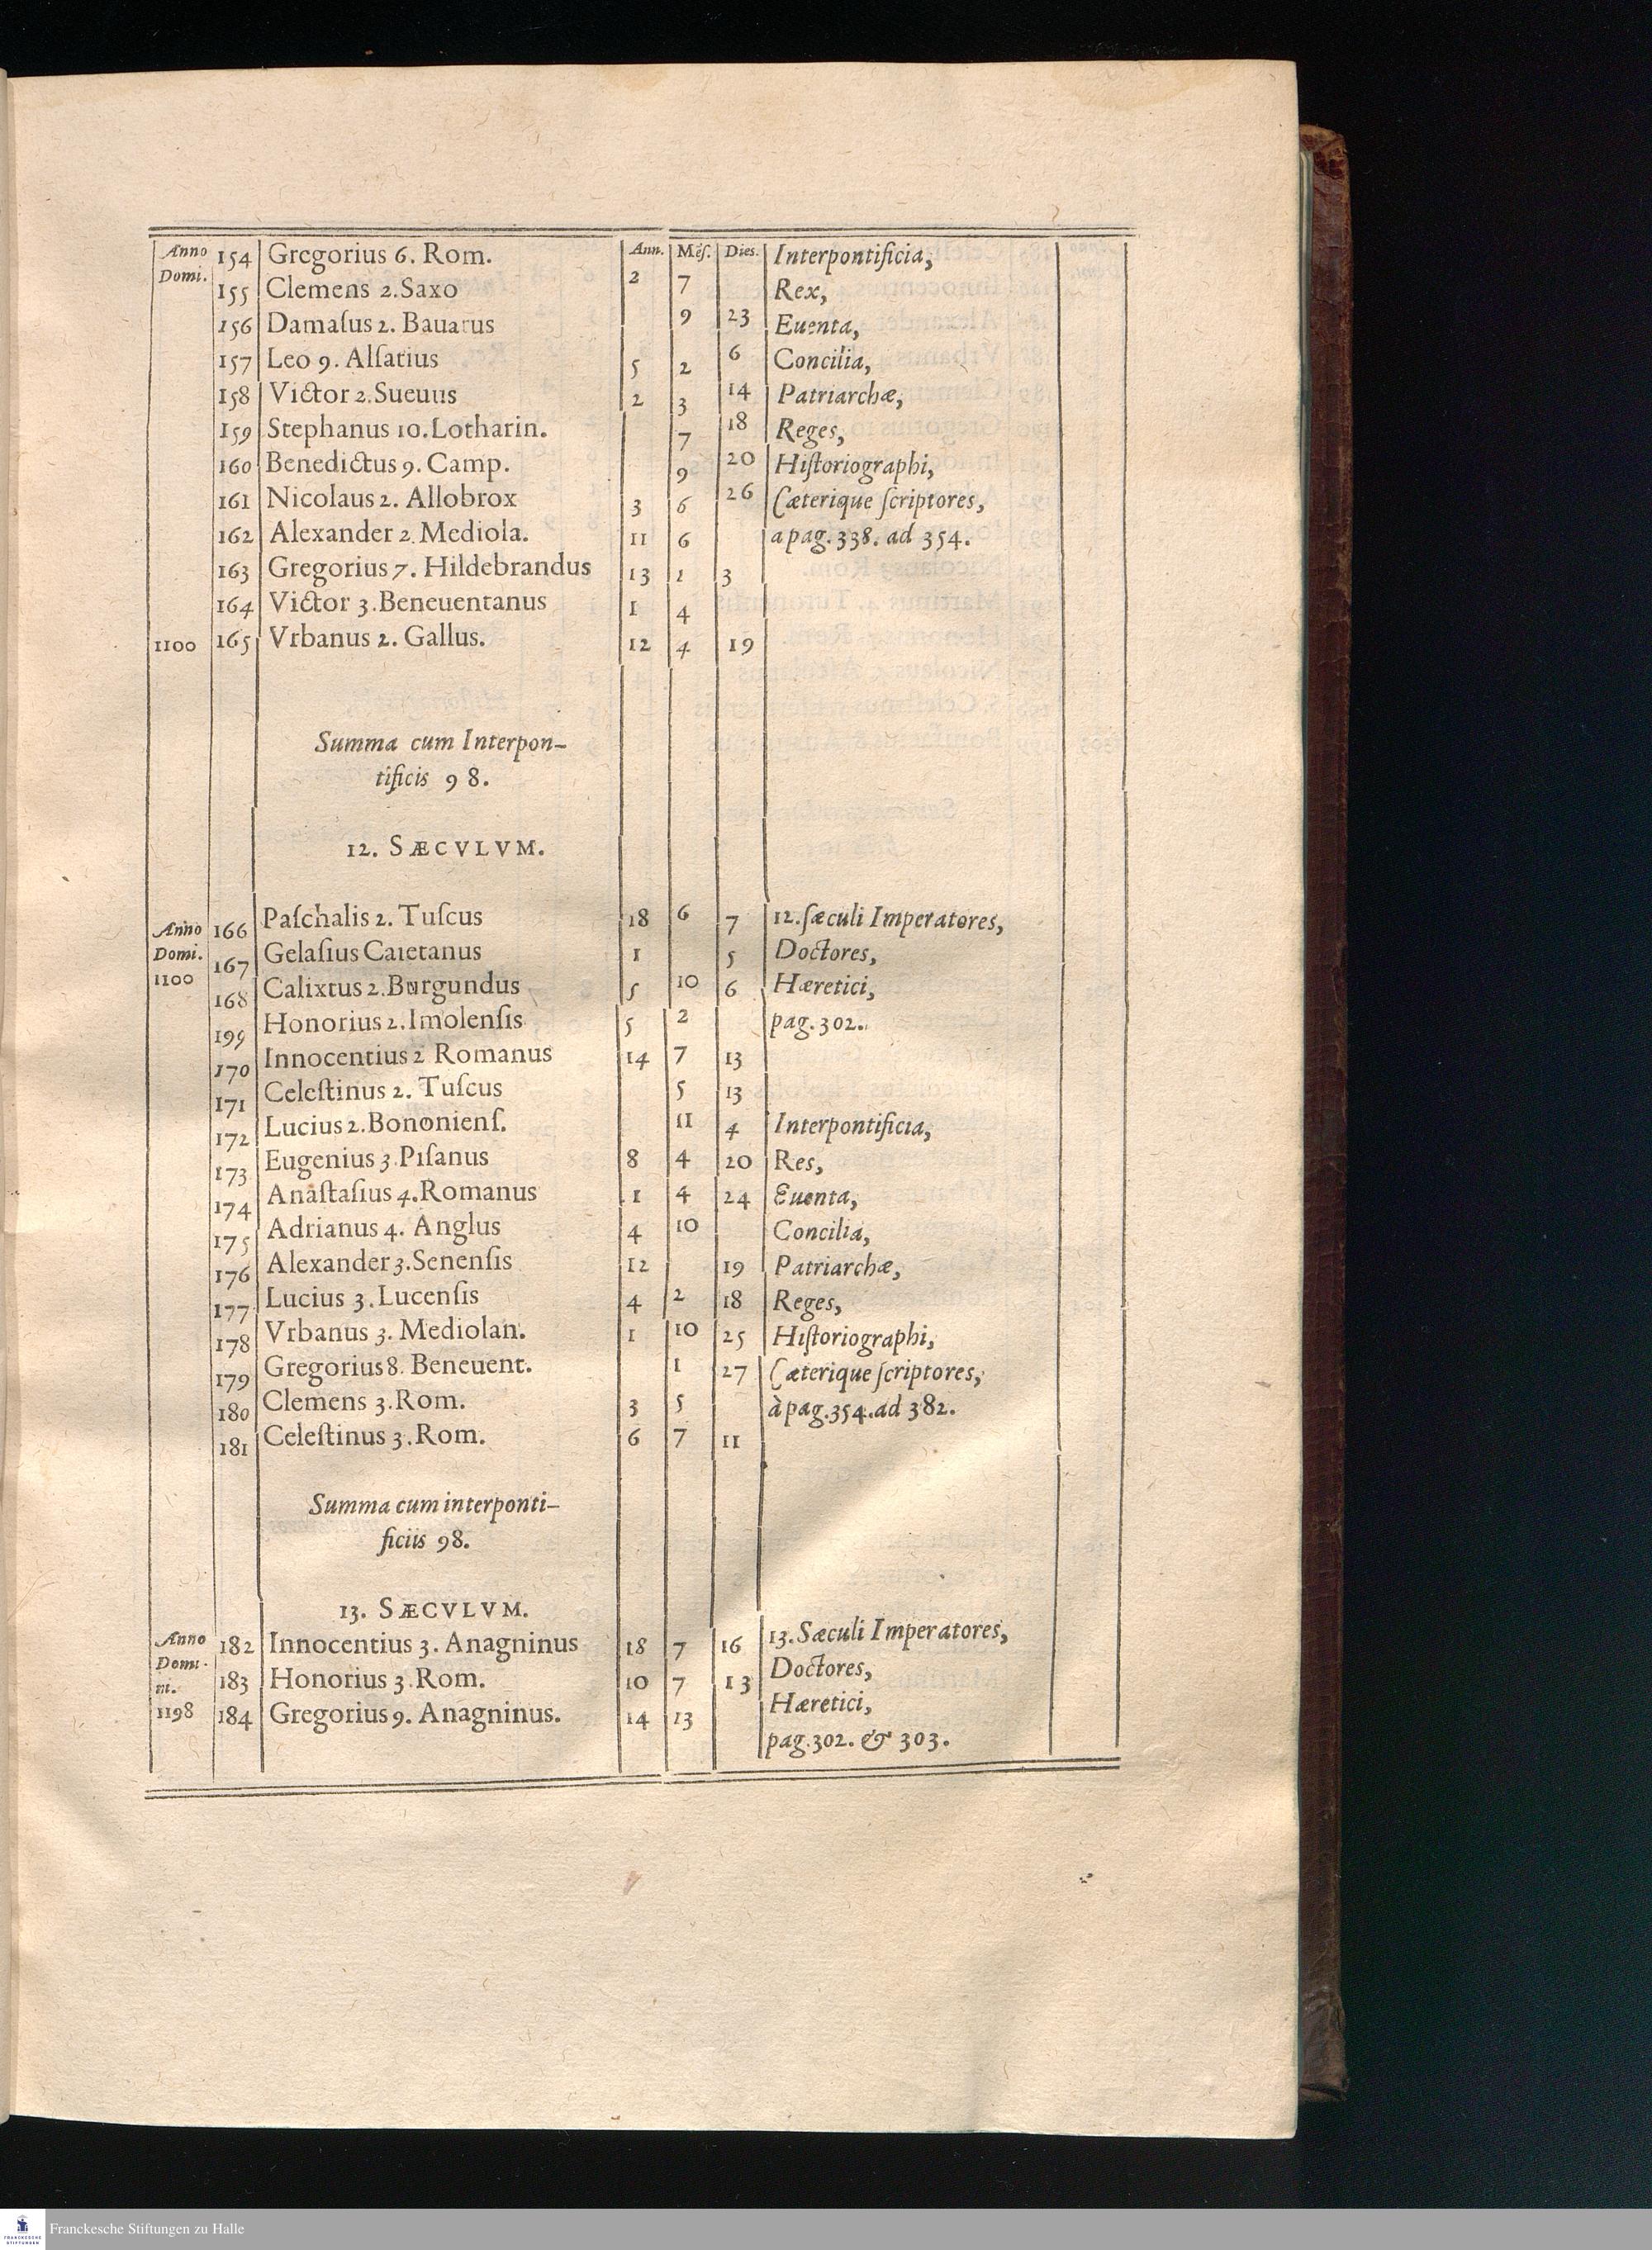 Anno 154 Gregorius 6. Rom. Ann. Mẽſ. Dies. Interpontificia,
Domi. 155 Clemens 2. Saxo 2 7 Rex,
156 Damaſus 2. Bauarus 9 23 Euenta,
157 Leo 9. Alſatius 5 2 6 Concilia,
158 Victor 2. Sueuus 2 3 14 Patriarchæ,
159 Stephanus 10. Lotharin. 7 18 Reges,
160 Benedictus 9. Camp. 9 20 Hiſtoriographi,
161 Nicolaus 2. Allobrox 3 6 26 Cæterique ſcriptores,
162 Alexander 2. Mediola. 11 6 a pag. 338. ad 354.
163 Gregorius 7. Hildebrandus 13 1 3
164 Victor 3. Beneuentanus 1 4
1100 165 Vrbanus 2. Gallus. 12 4 19
Summa cum Interpon-
tificis 98.
12. SÆCVLVM.
Anno 166 Paſchalis 2. Tuſcus 18 6 7 12. ſæculi Imperatores,
Domi. 167 Gelaſius Caietanus 1 5 Doctores,
1100 168 Calixtus 2. Burgundus 5 10 6 Hæretici,
199 Honorius 2. Imolenſis 5 2 pag. 302.
170 Innocentius 2 Romanus 14 7 13
171 Celeſtinus 2. Tuſcus 5 13
172 Lucius 2. Bononienſ. 11 4 Interpontificia,
173 Eugenius 3. Piſanus 8 4 20 Res,
174 Anaſtaſius 4. Romanus 1 4 24 Euenta,
175 Adrianus 4. Anglus 4 10 Concilia,
176 Alexander 3. Senenſis 12 19 Patriarchæ,
177 Lucius 3. Lucenſis 4 2 18 Reges,
178 Vrbanus 3. Mediolan. 1 10 25 Hiſtoriographi,
179 Gregorius 8. Beneuent. 1 27 Cæterique ſcriptores,
180 Clemens 3. Rom. 3 5 à pag. 354. ad 382.
181 Celeſtinus 3. Rom. 6 7 11
Summa cum interponti-
ficiis 98.
13. SÆCVLVM.
Anno 182 Innocentius 3. Anagninus 18 7 16 13. Sæculi Imperatores,
Domi- 183 Honorius 3. Rom. 10 7 13 Doctores,
ni.
1198 184 Gregorius 9. Anagninus. 14 13 Hæretici,
pag. 302. & 303.
FRANCKESCHE STIFTUNGEN
Franckesche Stiftungen zu Halle